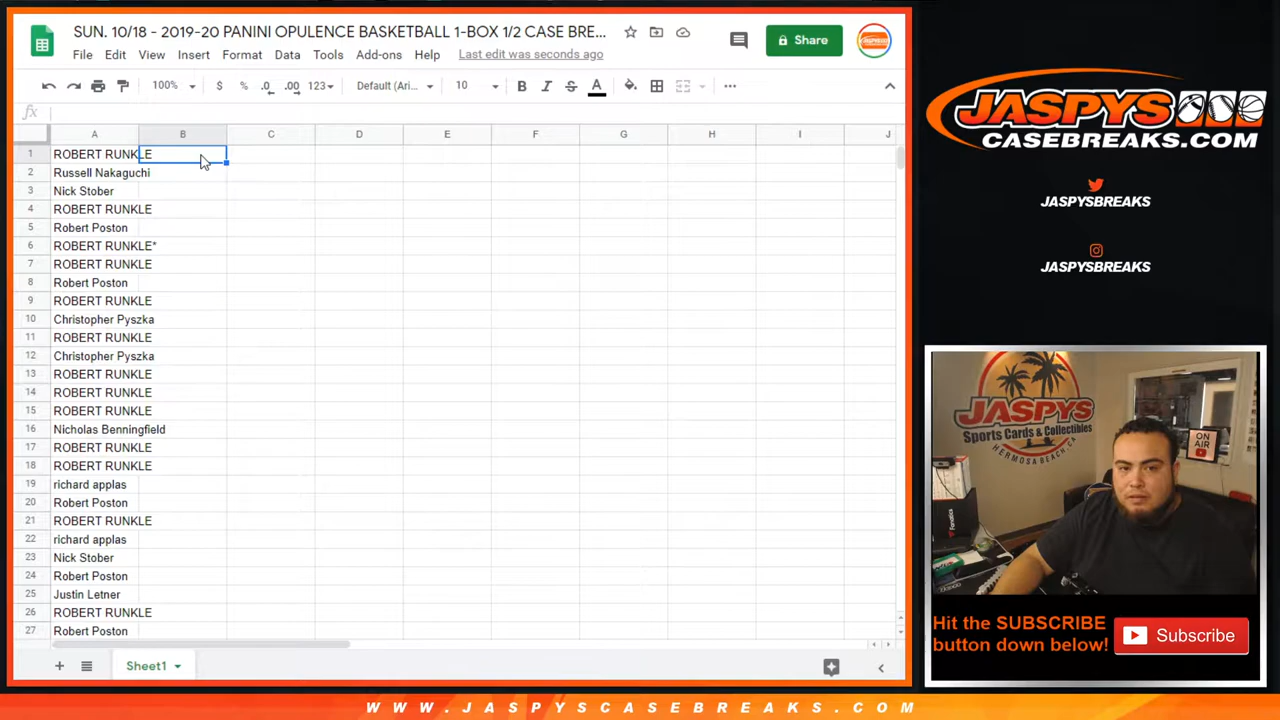 SUN. 10/18 - 2019-20 PANINI OPULENCE BASKETBALL 1-BOX 1/2 CASE BRE...
Share
File Edit View Insert Format Data Tools Add-ons Help Last edit was seconds ago
100% $ % .0 .00 123 Default (Ari... 10 B I S A
fx
A B C D E F G H I J
1 ROBERT RUNKLE
2 Russell Nakaguchi
3 Nick Stober
4 ROBERT RUNKLE
5 Robert Poston
6 ROBERT RUNKLE*
7 ROBERT RUNKLE
8 Robert Poston
9 ROBERT RUNKLE
10 Christopher Pyszka
11 ROBERT RUNKLE
12 Christopher Pyszka
13 ROBERT RUNKLE
14 ROBERT RUNKLE
15 ROBERT RUNKLE
16 Nicholas Benningfield
17 ROBERT RUNKLE
18 ROBERT RUNKLE
19 richard applas
20 Robert Poston
21 ROBERT RUNKLE
22 richard applas
23 Nick Stober
24 Robert Poston
25 Justin Letner
26 ROBERT RUNKLE
27 Robert Poston
Sheet1
JASPYS
CASEBREAKS.COM
JASPYSBREAKS
JASPYSBREAKS
JASPYS
Sports Cards & Collectibles
HERMOSA BEACH, CA
ON AIR
Fanatics
Hit the SUBSCRIBE
button down below!
Subscribe
WWW.JASPYSCASEBREAKS.COM